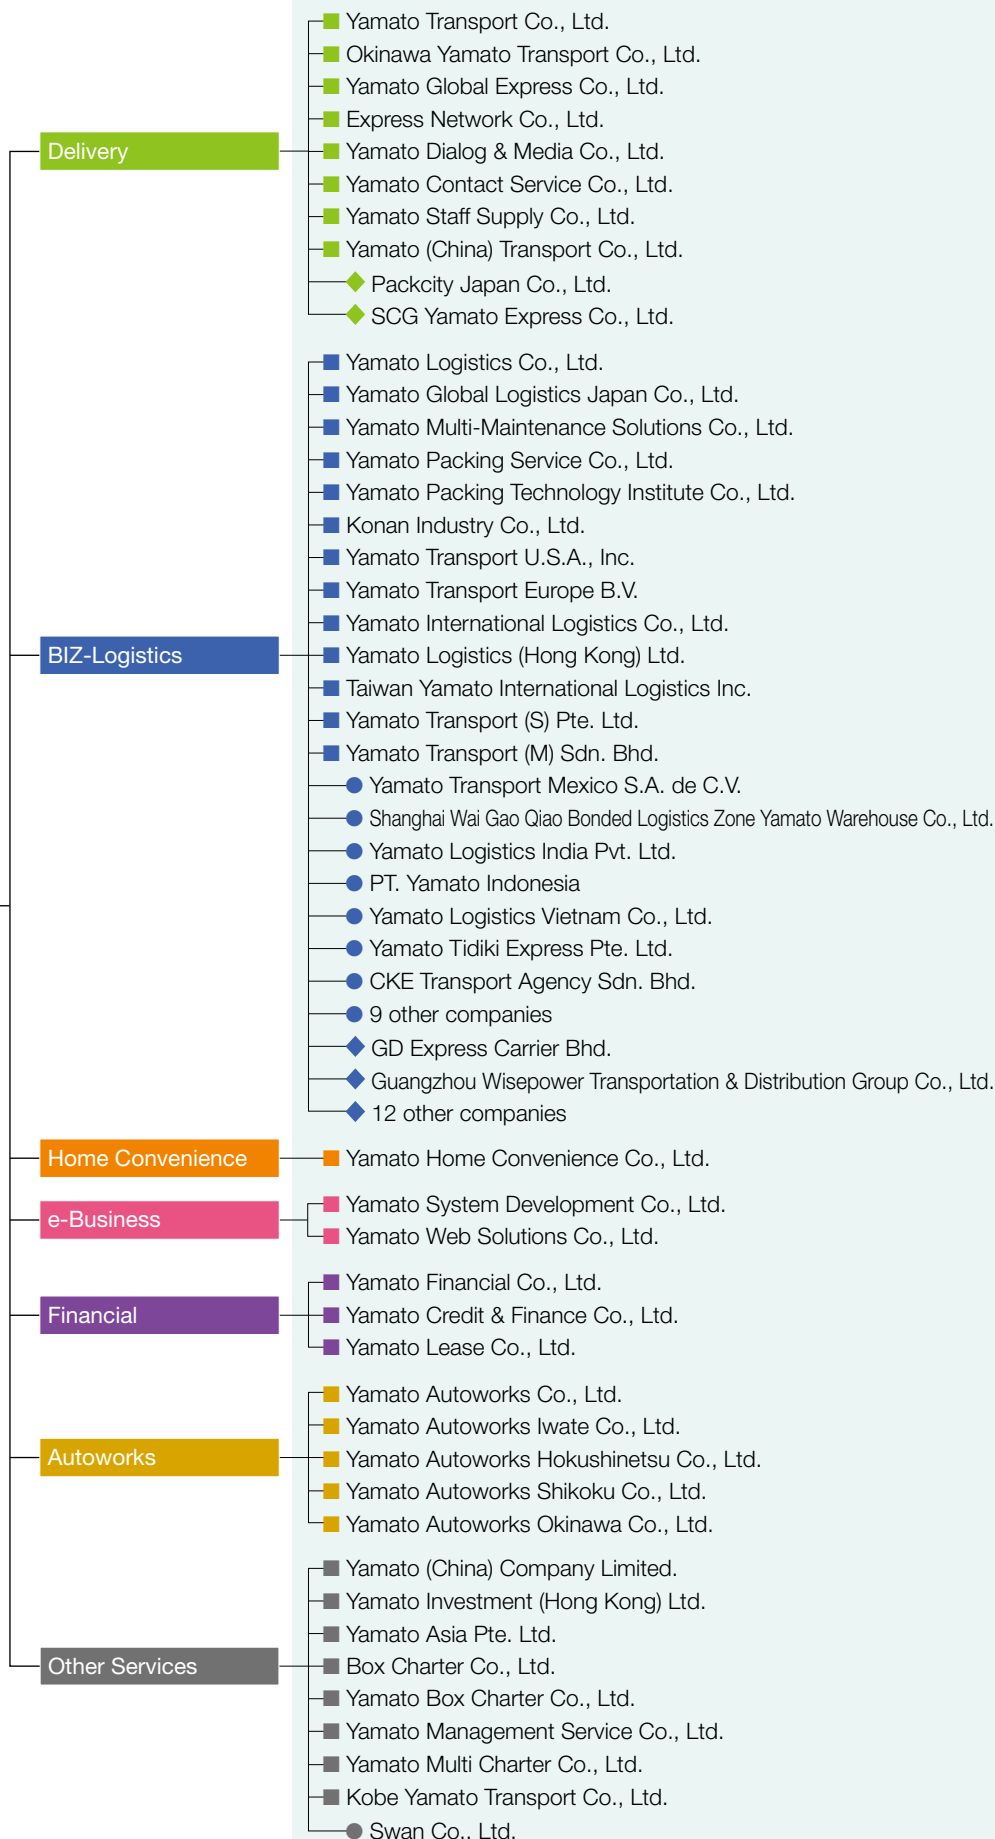 Delivery
Yamato Transport Co., Ltd.
Okinawa Yamato Transport Co., Ltd.
Yamato Global Express Co., Ltd.
Express Network Co., Ltd.
Yamato Dialog & Media Co., Ltd.
Yamato Contact Service Co., Ltd.
Yamato Staff Supply Co., Ltd.
Yamato (China) Transport Co., Ltd.
Packcity Japan Co., Ltd.
SCG Yamato Express Co., Ltd.
BIZ-Logistics
Yamato Logistics Co., Ltd.
Yamato Global Logistics Japan Co., Ltd.
Yamato Multi-Maintenance Solutions Co., Ltd.
Yamato Packing Service Co., Ltd.
Yamato Packing Technology Institute Co., Ltd.
Konan Industry Co., Ltd.
Yamato Transport U.S.A., Inc.
Yamato Transport Europe B.V.
Yamato International Logistics Co., Ltd.
Yamato Logistics (Hong Kong) Ltd.
Taiwan Yamato International Logistics Inc.
Yamato Transport (S) Pte. Ltd.
Yamato Transport (M) Sdn. Bhd.
Yamato Transport Mexico S.A. de C.V.
Shanghai Wai Gao Qiao Bonded Logistics Zone Yamato Warehouse Co., Ltd.
Yamato Logistics India Pvt. Ltd.
PT. Yamato Indonesia
Yamato Logistics Vietnam Co., Ltd.
Yamato Tidiki Express Pte. Ltd.
CKE Transport Agency Sdn. Bhd.
9 other companies
GD Express Carrier Bhd.
Guangzhou Wisepower Transportation & Distribution Group Co., Ltd.
12 other companies
Home Convenience
Yamato Home Convenience Co., Ltd.
e-Business
Yamato System Development Co., Ltd.
Yamato Web Solutions Co., Ltd.
Financial
Yamato Financial Co., Ltd.
Yamato Credit & Finance Co., Ltd.
Yamato Lease Co., Ltd.
Autoworks
Yamato Autoworks Co., Ltd.
Yamato Autoworks Iwate Co., Ltd.
Yamato Autoworks Hokushinetsu Co., Ltd.
Yamato Autoworks Shikoku Co., Ltd.
Yamato Autoworks Okinawa Co., Ltd.
Other Services
Yamato (China) Company Limited.
Yamato Investment (Hong Kong) Ltd.
Yamato Asia Pte. Ltd.
Box Charter Co., Ltd.
Yamato Box Charter Co., Ltd.
Yamato Management Service Co., Ltd.
Yamato Multi Charter Co., Ltd.
Kobe Yamato Transport Co., Ltd.
Swan Co., Ltd.